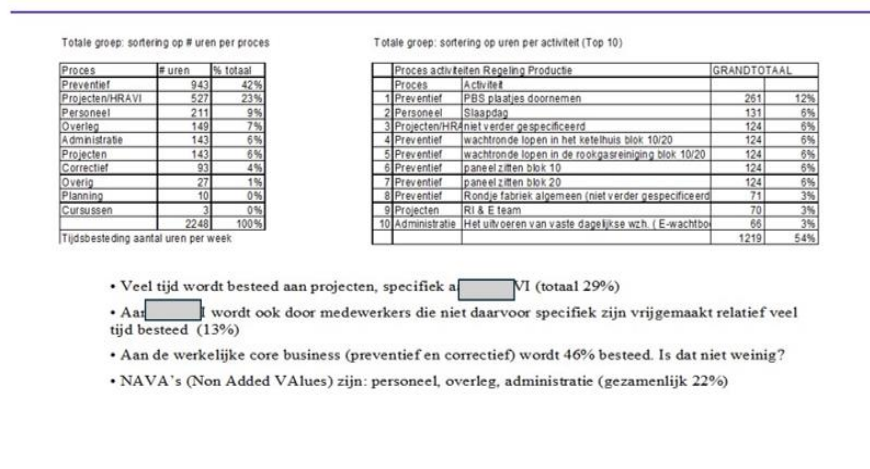 Totale groep: sortering op # uren per proces
Proces # uren % totaal
Preventief 943 42%
Projecten/HRAVI 527 23%
Personeel 211 9%
Overleg 149 7%
Administratie 143 6%
Projecten 143 6%
Correctief 93 4%
Overig 27 1%
Planning 10 0%
Cursussen 3 0%
2248 100%
Tijdsbesteding aantal uren per week
Totale groep: sortering op uren per activiteit (Top 10)
Proces activiteiten Regeling Productie GRANDTOTAAL
Proces Activiteit
1 Preventief PBS plaatjes doornemen 261 12%
2 Personeel Slaapdag 131 6%
3 Projecten/HRA niet verder gespecificeerd 124 6%
4 Preventief wachtronde lopen in het ketelhuis blok 10/20 124 6%
5 Preventief wachtronde lopen in de rookgasreiniging blok 10/20 124 6%
6 Preventief paneel zitten blok 10 124 6%
7 Preventief paneel zitten blok 20 124 6%
8 Preventief Rondje fabriek algemeen (niet verder gespecificeerd 71 3%
9 Projecten RI & E team 70 3%
10 Administratie Het uitvoeren van vaste dagelijkse wzh. ( E-wachtbo 66 3%
1219 54%
• Veel tijd wordt besteed aan projecten, specifiek a VI (totaal 29%)
• Aan I wordt ook door medewerkers die niet daarvoor specifiek zijn vrijgemaakt relatief veel
tijd besteed (13%)
• Aan de werkelijke core business (preventief en correctief) wordt 46% besteed. Is dat niet weinig?
• NAVA's (Non Added VAlues) zijn: personeel, overleg, administratie (gezamenlijk 22%)